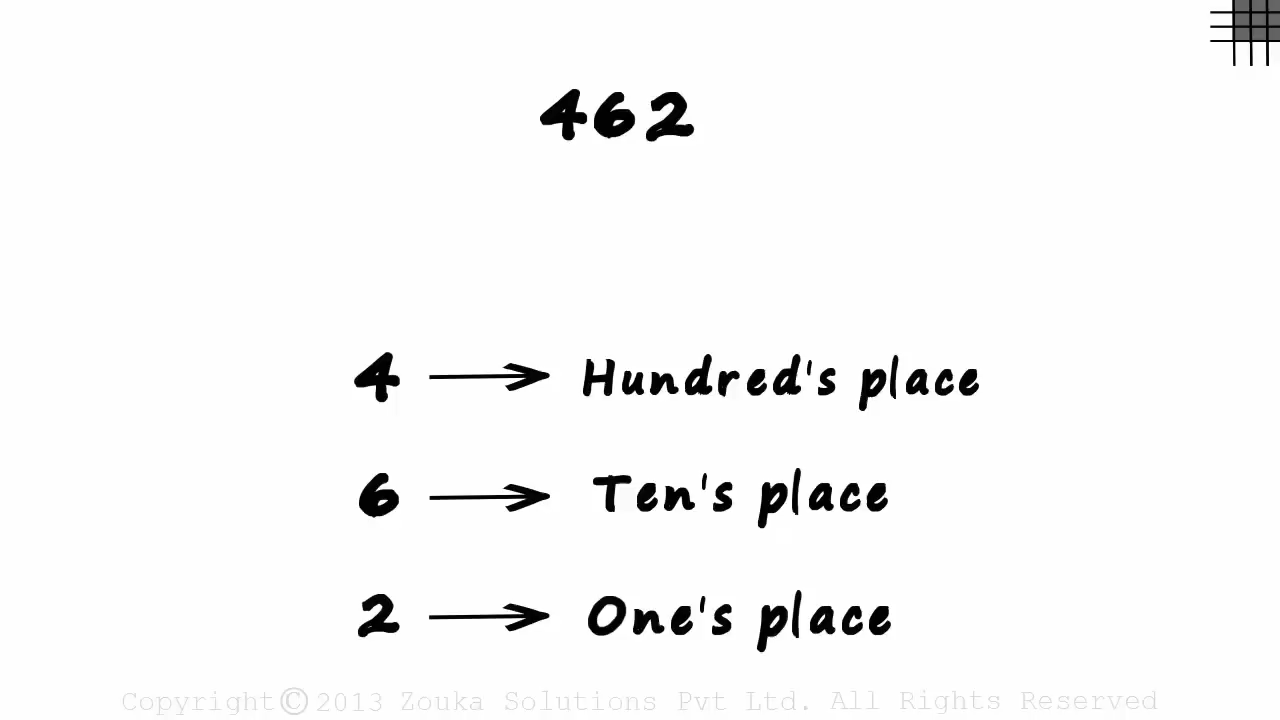 462
4 → Hundred's place
6 → Ten's place
2 → One's place
Copyright © 2013 Zouka Solutions Pvt Ltd. All Rights Reserved